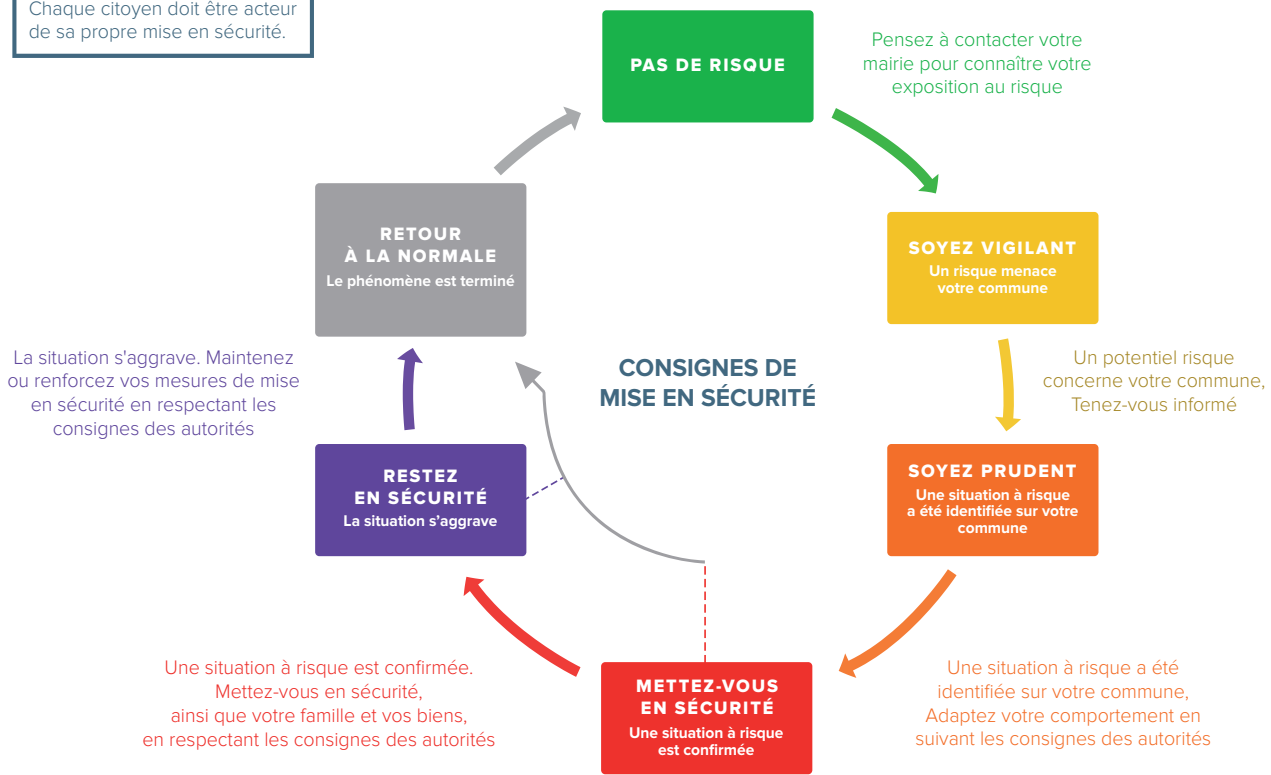 Chaque citoyen doit être acteur
de sa propre mise en sécurité.
PAS DE RISQUE
Pensez à contacter votre
mairie pour connaître votre
exposition au risque
RETOUR
À LA NORMALE
Le phénomène est terminé
SOYEZ VIGILANT
Un risque menace
votre commune
La situation s'aggrave. Maintenez
ou renforcez vos mesures de mise
en sécurité en respectant les
consignes des autorités
CONSIGNES DE
MISE EN SÉCURITÉ
Un potentiel risque
concerne votre commune,
Tenez-vous informé
RESTEZ
EN SÉCURITÉ
La situation s'aggrave
SOYEZ PRUDENT
Une situation à risque
a été identifiée sur votre
commune
Une situation à risque est confirmée.
Mettez-vous en sécurité,
ainsi que votre famille et vos biens,
en respectant les consignes des autorités
METTEZ-VOUS
EN SÉCURITÉ
Une situation à risque
est confirmée
Une situation à risque a été
identifiée sur votre commune,
Adaptez votre comportement en
suivant les consignes des autorités